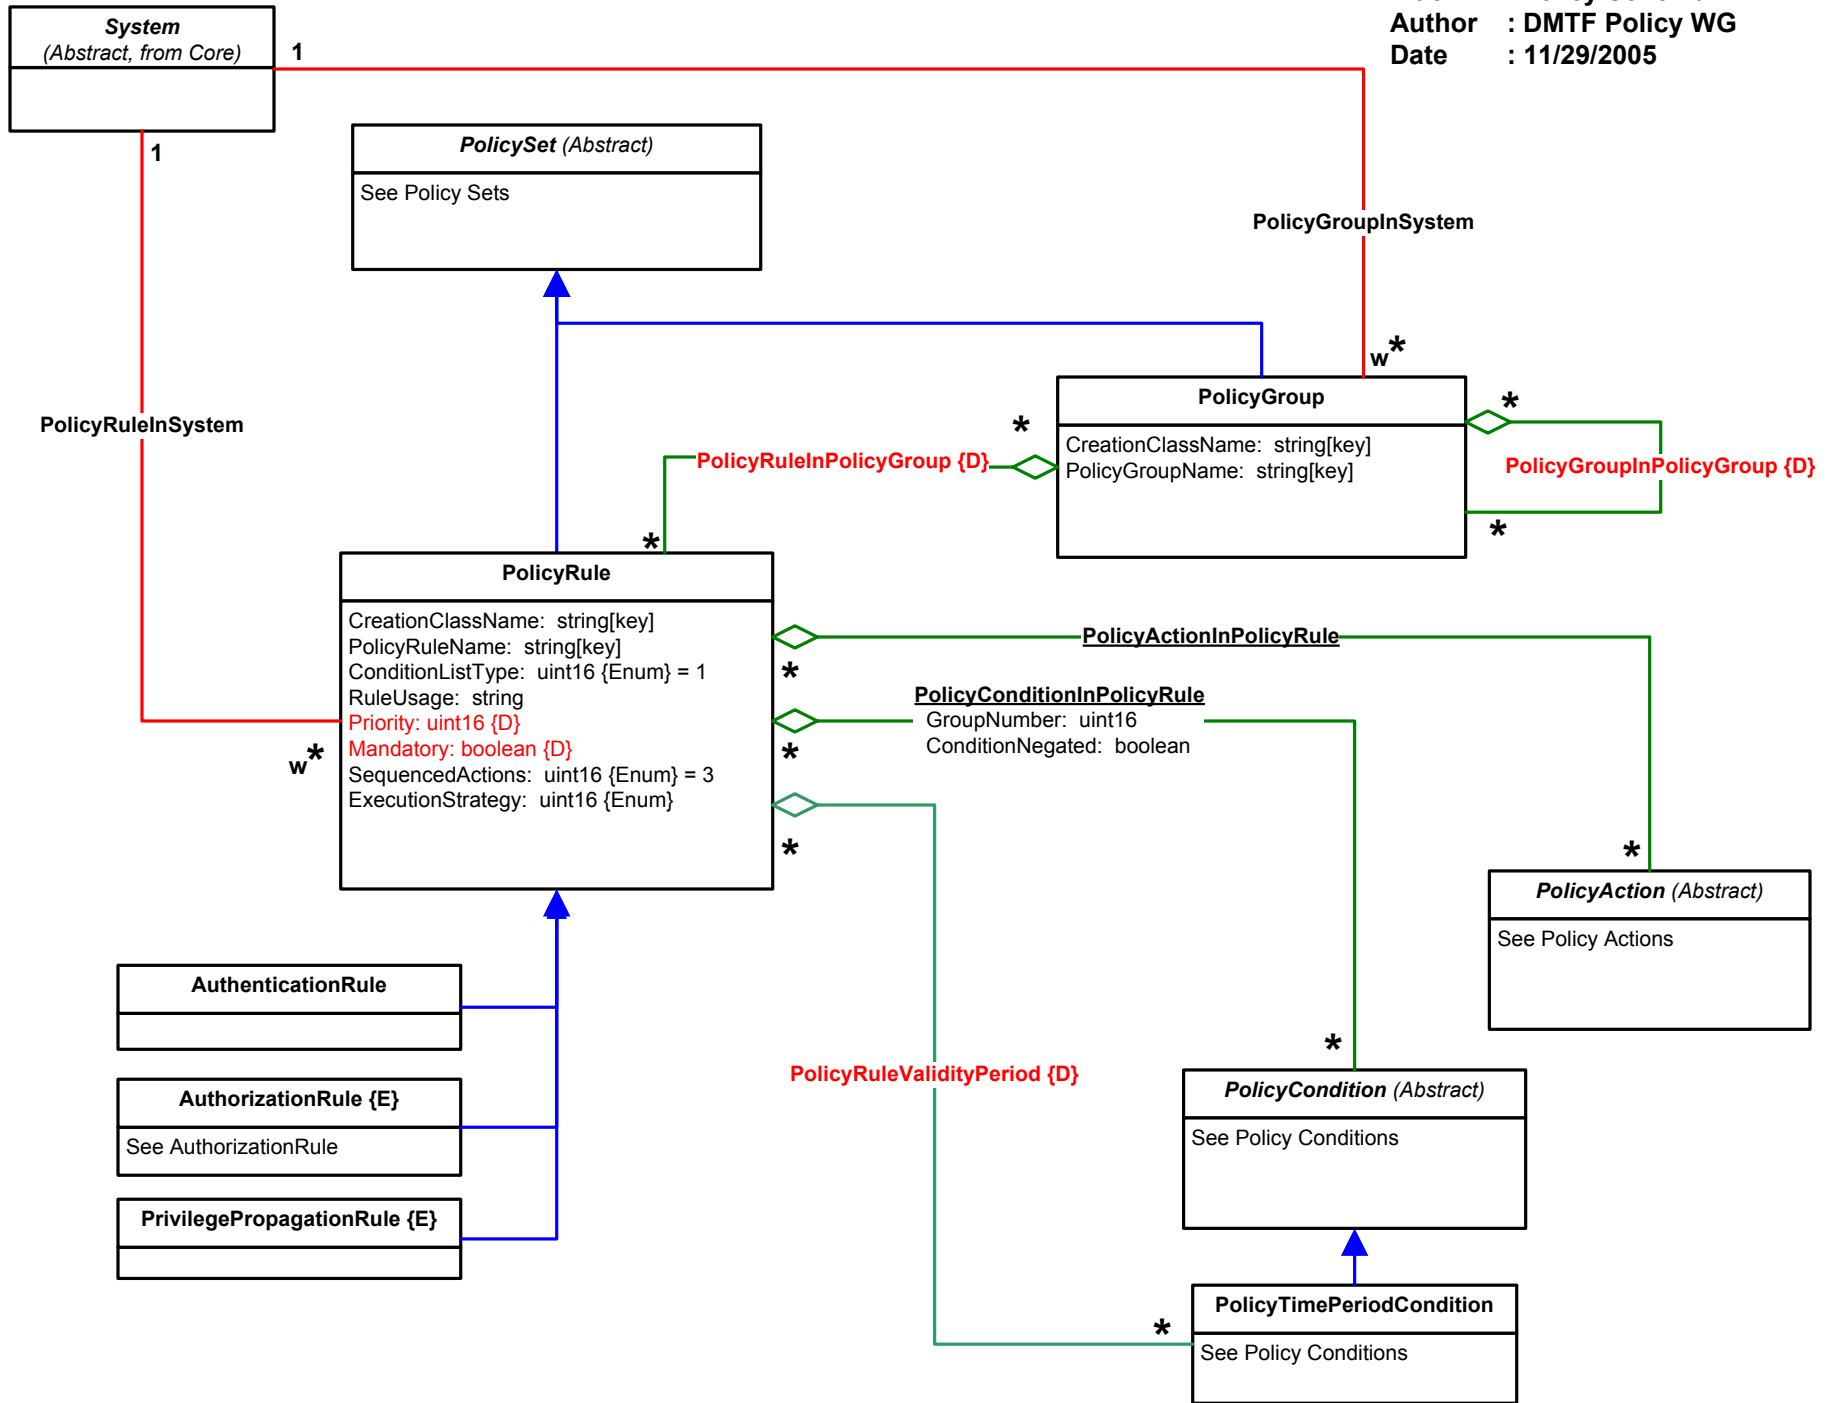 Author : DMTF Policy WG
Date : 11/29/2005
System
(Abstract, from Core)
1
1
PolicySet (Abstract)
See Policy Sets
PolicyGroupInSystem
w*
PolicyRuleInSystem
PolicyGroup
CreationClassName: string[key]
PolicyGroupName: string[key]
*
*
PolicyRuleInPolicyGroup {D}
PolicyGroupInPolicyGroup {D}
*
*
PolicyRule
CreationClassName: string[key]
PolicyRuleName: string[key]
ConditionListType: uint16 {Enum} = 1
RuleUsage: string
Priority: uint16 {D}
Mandatory: boolean {D}
SequencedActions: uint16 {Enum} = 3
ExecutionStrategy: uint16 {Enum}
w*
PolicyActionInPolicyRule
*
PolicyConditionInPolicyRule
GroupNumber: uint16
ConditionNegated: boolean
*
*
*
PolicyAction (Abstract)
See Policy Actions
AuthenticationRule
AuthorizationRule {E}
See AuthorizationRule
PrivilegePropagationRule {E}
PolicyRuleValidityPeriod {D}
*
PolicyCondition (Abstract)
See Policy Conditions
*
PolicyTimePeriodCondition
See Policy Conditions